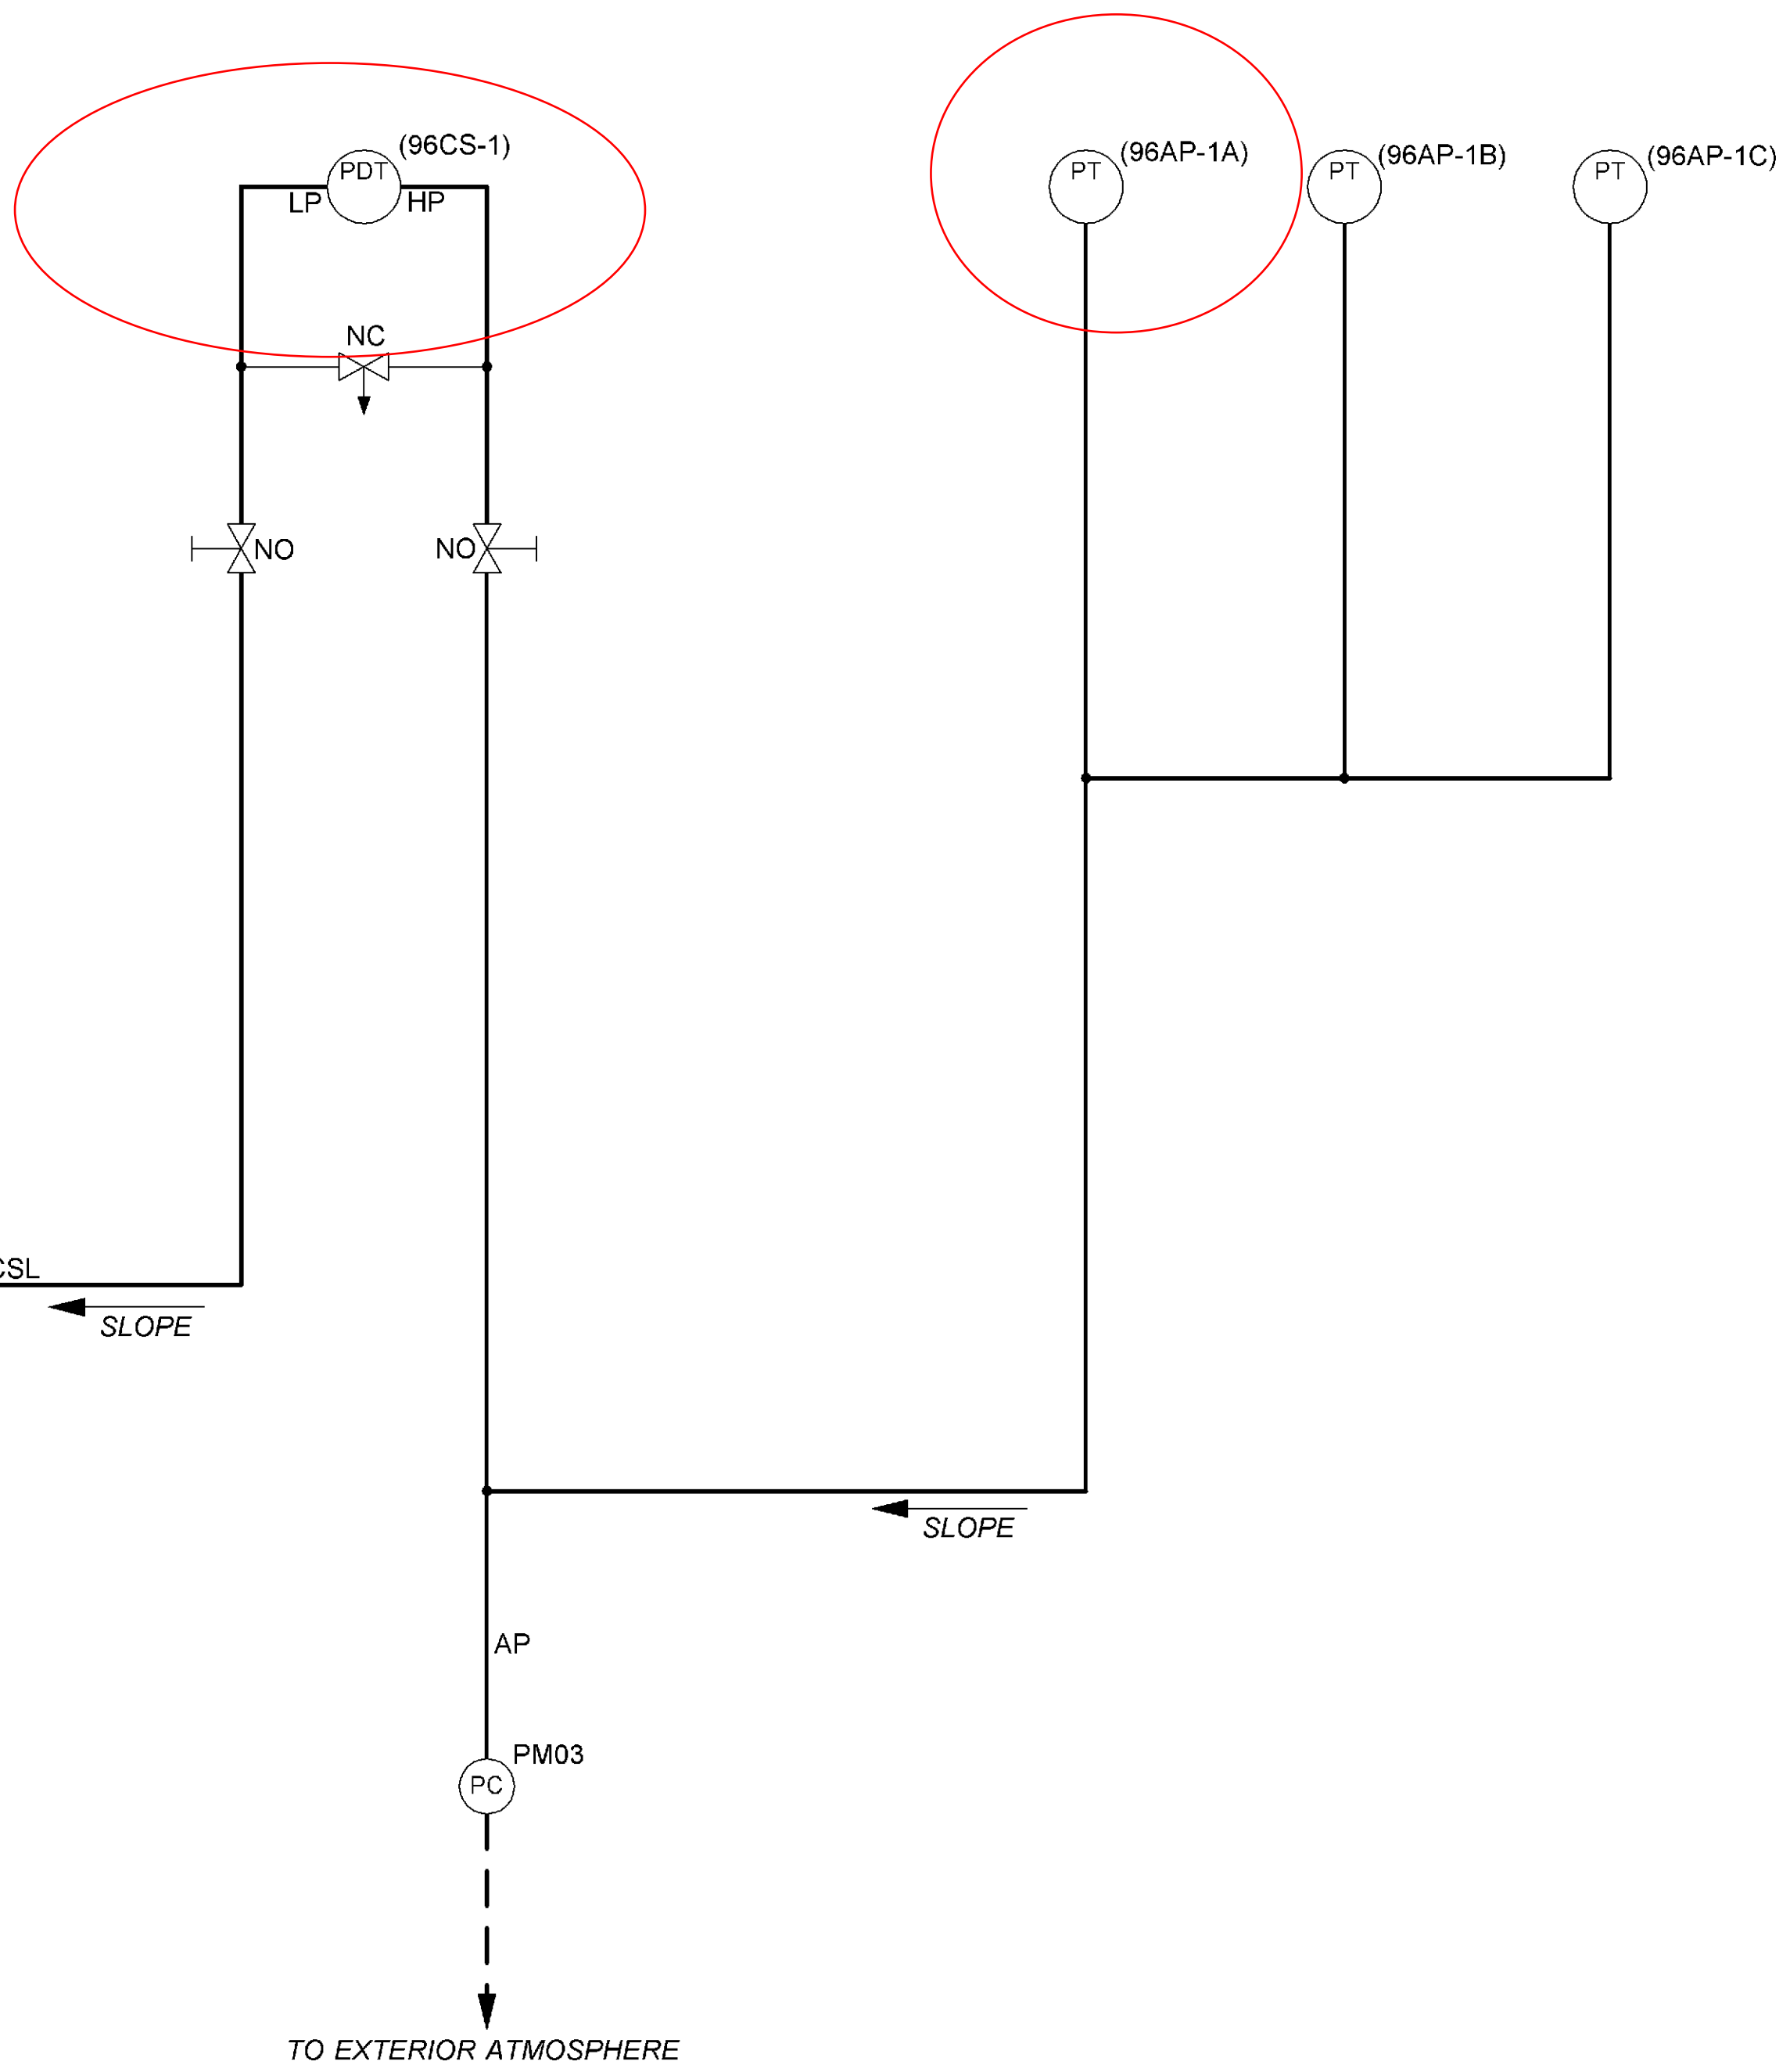 (96CS-1)
PDT
LP
HP
(96AP-1A)
PT
(96AP-1B)
PT
(96AP-1C)
PT
NC
NO
NO
CSL
SLOPE
SLOPE
AP
PM03
PC
TO EXTERIOR ATMOSPHERE